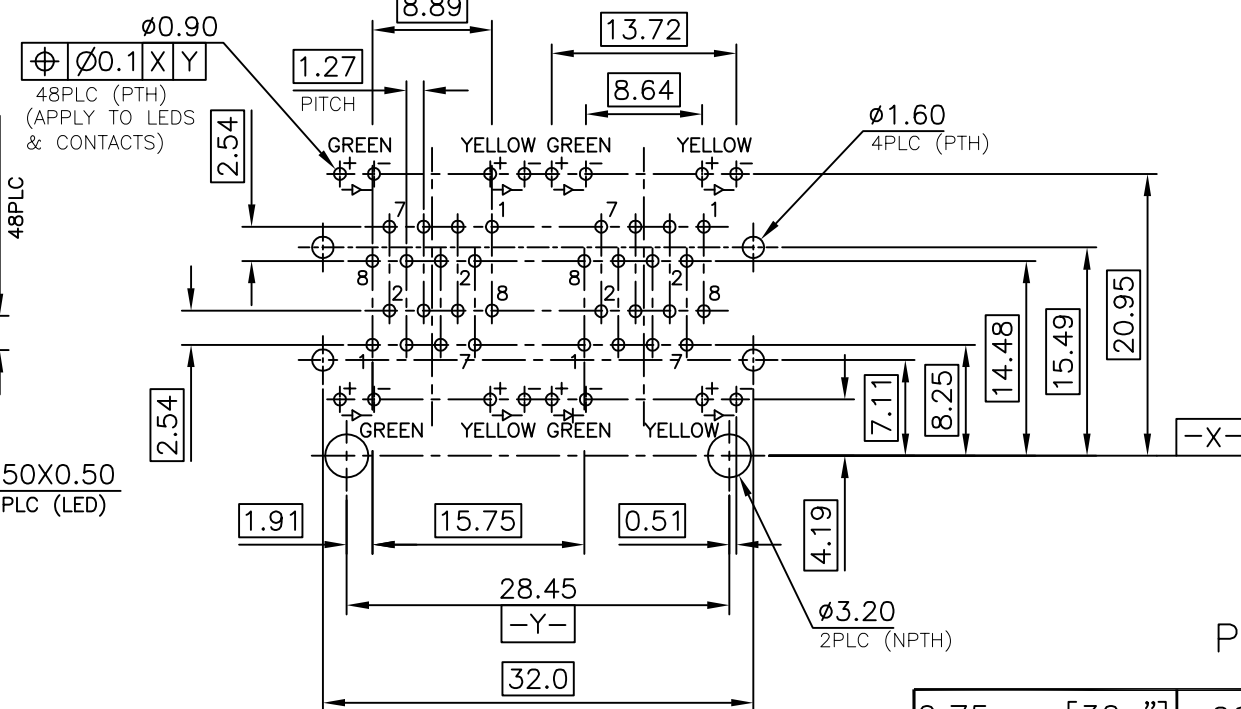 8.89
ø0.90
13.72
⌖ Ø0.1 X Y
1.27
48PLC (PTH)
PITCH
8.64
(APPLY TO LEDS
& CONTACTS)
ø1.60
4PLC (PTH)
2.54
GREEN YELLOW GREEN YELLOW
+ - + - + - + -
48PLC
7 1 7 1
8 2 8 2
2 8 2 8
1 7 1 7
20.95
15.49
14.48
8.25
7.11
2.54
+ - + - + - + -
GREEN YELLOW GREEN YELLOW
-X-
50X0.50
PLC (LED)
1.91
15.75
0.51
4.19
28.45
-Y-
ø3.20
2PLC (NPTH)
P
32.0